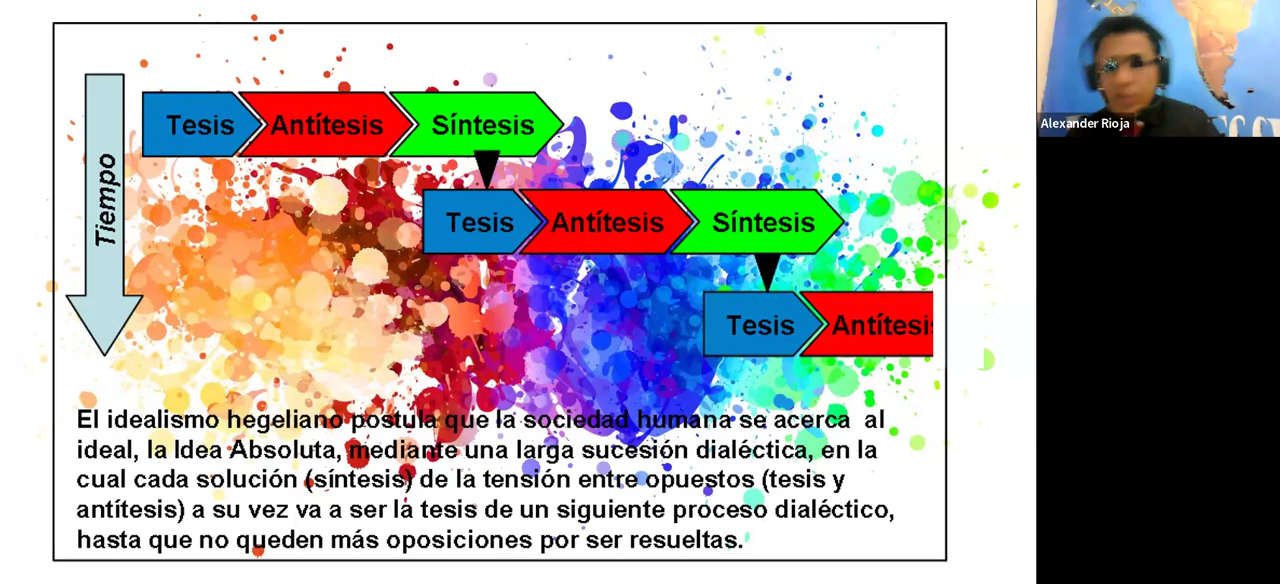 Tiempo
Tesis Antítesis Síntesis
Tesis Antítesis Síntesis
Tesis Antítesi
El idealismo hegeliano postula que la sociedad humana se acerca al
ideal, la Idea Absoluta, mediante una larga sucesión dialéctica, en la
cual cada solución (síntesis) de la tensión entre opuestos (tesis y
antítesis) a su vez va a ser la tesis de un siguiente proceso dialéctico,
hasta que no queden más oposiciones por ser resueltas.
Alexander Rioja